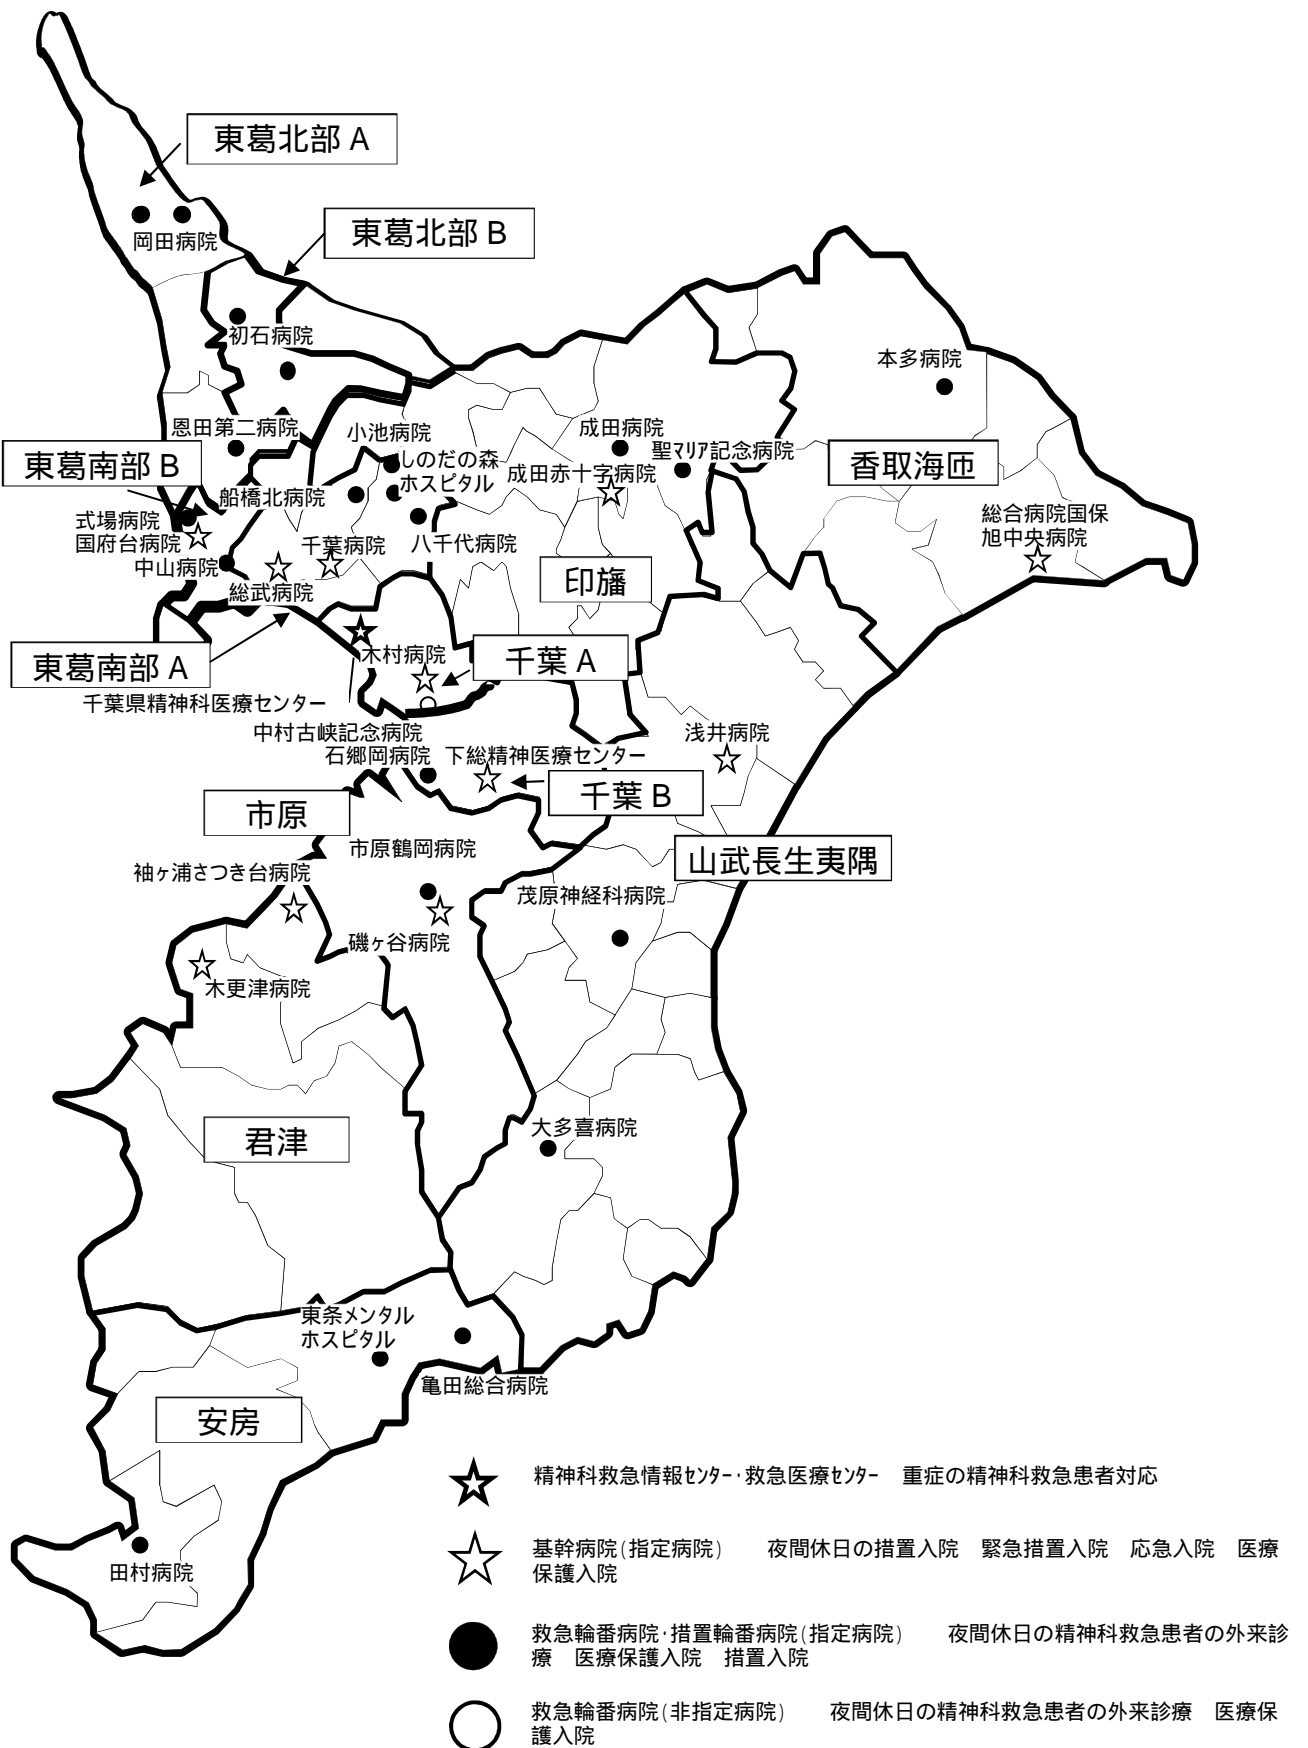 東葛北部 A
岡田病院
東葛北部 B
初石病院
本多病院
恩田第二病院
小池病院
成田病院
聖マリア記念病院
東葛南部 B
しのだの森
ホスピタル
成田赤十字病院
香取海匝
船橋北病院
式場病院
国府台病院
千葉病院
八千代病院
総合病院国保
旭中央病院
中山病院
総武病院
印旛
東葛南部 A
木村病院
千葉 A
千葉県精神科医療センター
中村古峡記念病院
石郷岡病院
下総精神医療センター
浅井病院
千葉 B
市原
市原鶴岡病院
山武長生夷隅
袖ヶ浦さつき台病院
茂原神経科病院
磯ヶ谷病院
木更津病院
君津
大多喜病院
東条メンタル
ホスピタル
亀田総合病院
安房
田村病院
精神科救急情報センター・救急医療センター　重症の精神科救急患者対応
基幹病院(指定病院)　　夜間休日の措置入院　緊急措置入院　応急入院　医療
保護入院
救急輪番病院・措置輪番病院(指定病院)　　夜間休日の精神科救急患者の外来診
療　医療保護入院　措置入院
救急輪番病院(非指定病院)　　夜間休日の精神科救急患者の外来診療　医療保
護入院